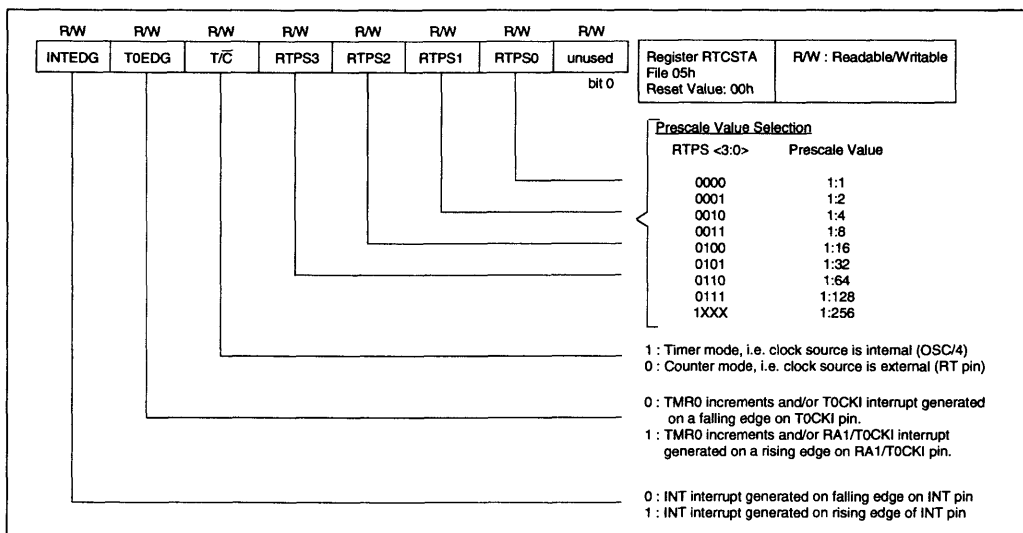 R/W R/W R/W R/W R/W R/W R/W R/W
INTEDG T0EDG T/C̅ RTPS3 RTPS2 RTPS1 RTPS0 unused
bit 0
Register RTCSTA
File 05h
Reset Value: 00h
R/W : Readable/Writable
Prescale Value Selection
RTPS <3:0> Prescale Value
0000 1:1
0001 1:2
0010 1:4
0011 1:8
0100 1:16
0101 1:32
0110 1:64
0111 1:128
1XXX 1:256
1 : Timer mode, i.e. clock source is internal (OSC/4)
0 : Counter mode, i.e. clock source is external (RT pin)
0 : TMR0 increments and/or T0CKI interrupt generated
on a falling edge on T0CKI pin.
1 : TMR0 increments and/or RA1/T0CKI interrupt
generated on a rising edge on RA1/T0CKI pin.
0 : INT interrupt generated on falling edge on INT pin
1 : INT interrupt generated on rising edge of INT pin